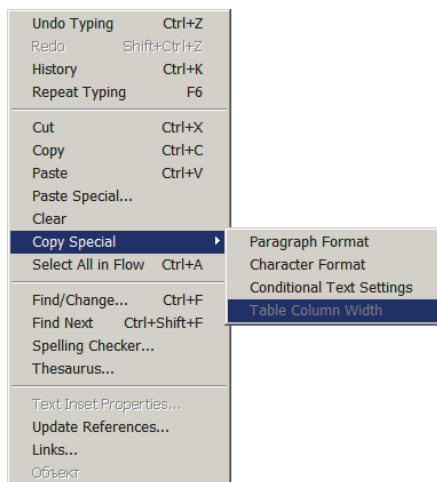 Undo Typing Ctrl+Z
Redo Shift+Ctrl+Z
History Ctrl+K
Repeat Typing F6
Cut Ctrl+X
Copy Ctrl+C
Paste Ctrl+V
Paste Special...
Clear
Copy Special
Paragraph Format
Select All in Flow Ctrl+A
Character Format
Conditional Text Settings
Find/Change... Ctrl+F
Table Column Width
Find Next Ctrl+Shift+F
Spelling Checker...
Thesaurus...
Text Inset Properties...
Update References...
Links...
Объект